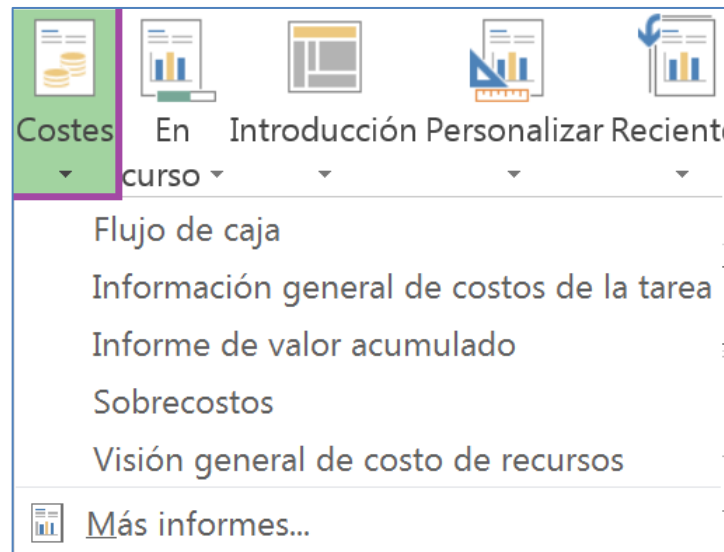 Costes En Introducción Personalizar
curso
Flujo de caja
Información general de costos de la tarea
Informe de valor acumulado
Sobrecostos
Visión general de costo de recursos
Más informes...